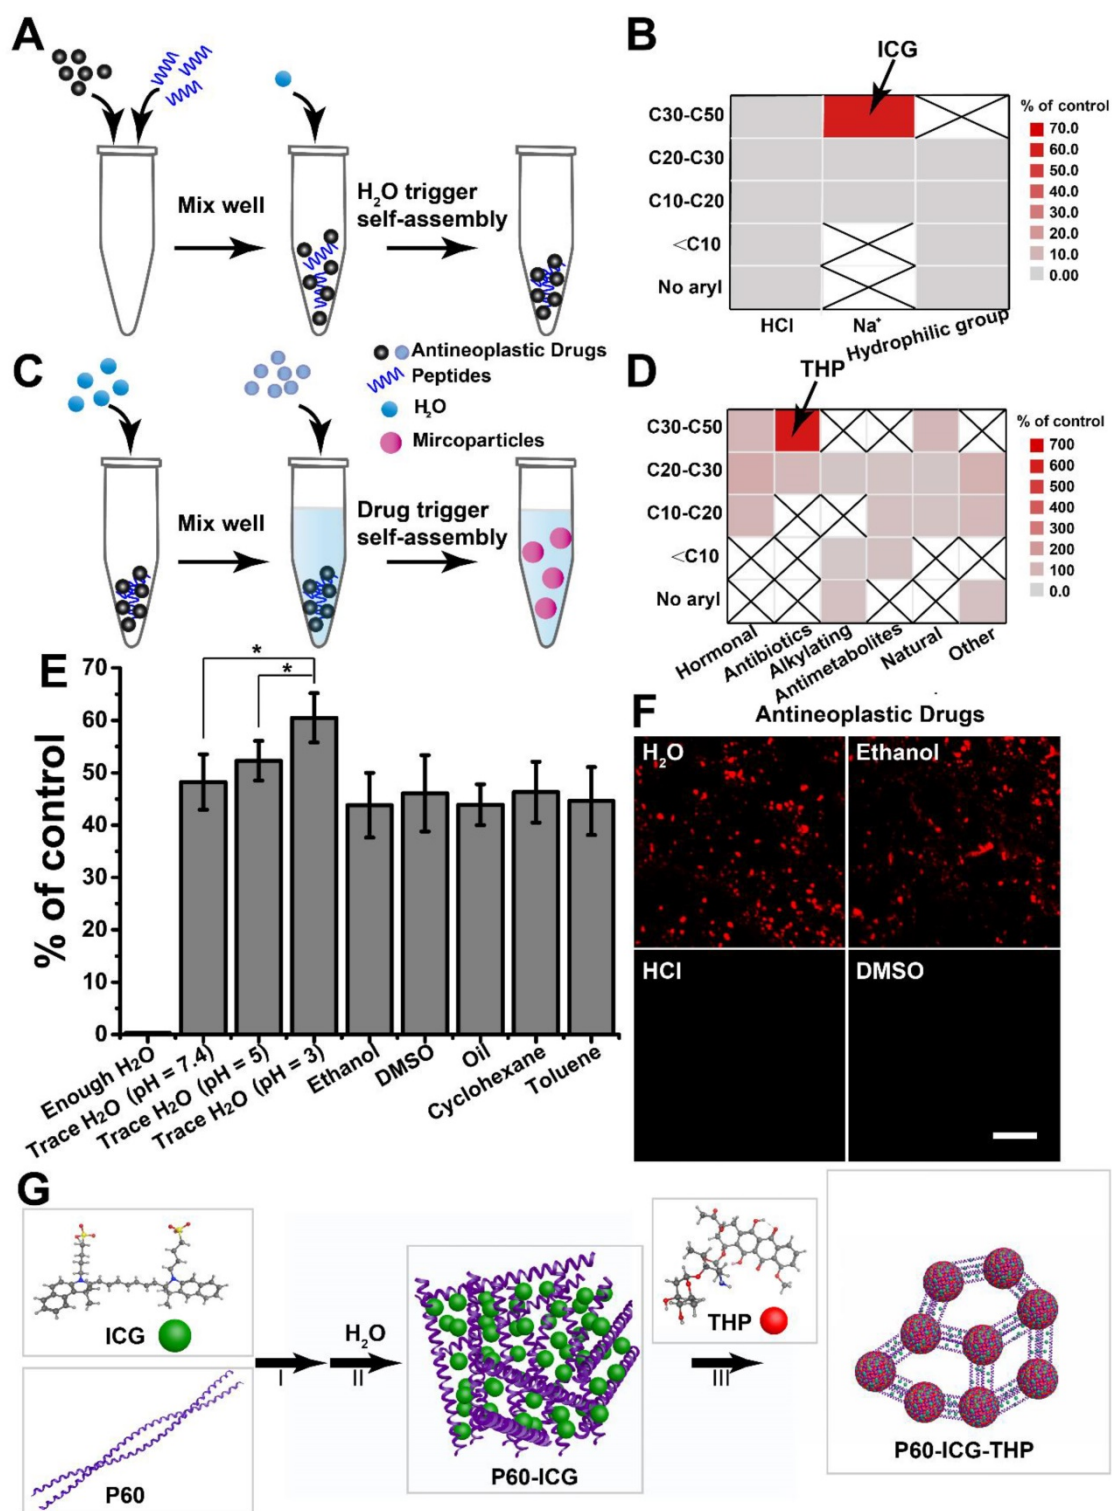 A
Mix well
H₂O trigger
self-assembly
B
ICG
C30-C50
C20-C30
C10-C20
<C10
No aryl
HCl
Na⁺
Hydrophilic group
% of control
70.0
60.0
50.0
40.0
30.0
20.0
10.0
0.00
C
Antineoplastic Drugs
Peptides
H₂O
Mircoparticles
Mix well
Drug trigger
self-assembly
D
THP
C30-C50
C20-C30
C10-C20
<C10
No aryl
Hormonal
Antibiotics
Alkylating
Antimetabolites
Natural
Other
% of control
700
600
500
400
300
200
100
0.0
E
% of control
70
60
50
40
30
20
10
0
*
*
Enough H₂O
Trace H₂O (pH = 7.4)
Trace H₂O (pH = 5)
Trace H₂O (pH = 3)
Ethanol
DMSO
Oil
Cyclohexane
Toluene
F
Antineoplastic Drugs
H₂O
Ethanol
HCl
DMSO
G
ICG
P60
I
H₂O
II
P60-ICG
THP
III
P60-ICG-THP